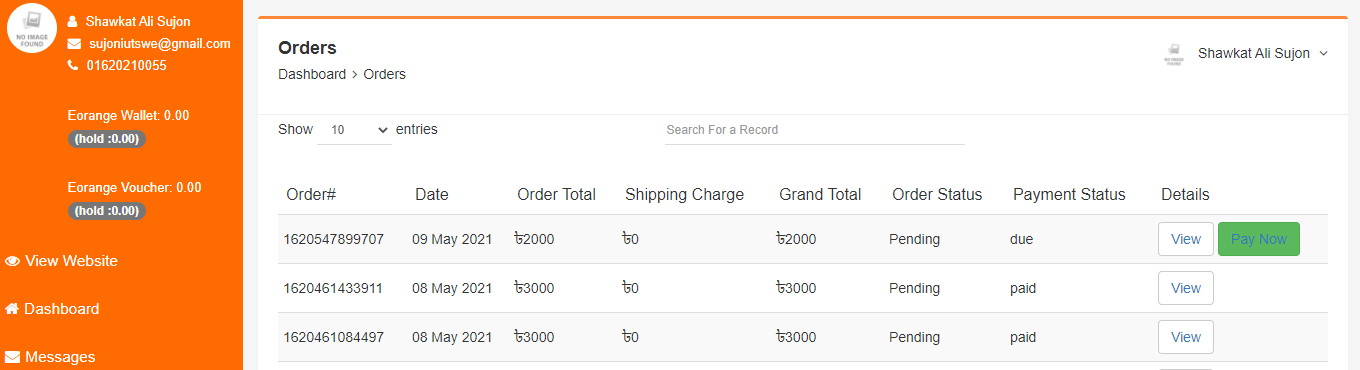 NO IMAGE
FOUND
Shawkat Ali Sujon
sujoniutswe@gmail.com
01620210055
Eorange Wallet: 0.00
(hold :0.00)
Eorange Voucher: 0.00
(hold :0.00)
View Website
Dashboard
Messages
Orders
Dashboard > Orders
NO IMAGE
FOUND
Shawkat Ali Sujon
Show 10 entries
Search For a Record
Order# Date Order Total Shipping Charge Grand Total Order Status Payment Status Details
1620547899707 09 May 2021 ৳2000 ৳0 ৳2000 Pending due View Pay Now
1620461433911 08 May 2021 ৳3000 ৳0 ৳3000 Pending paid View
1620461084497 08 May 2021 ৳3000 ৳0 ৳3000 Pending paid View